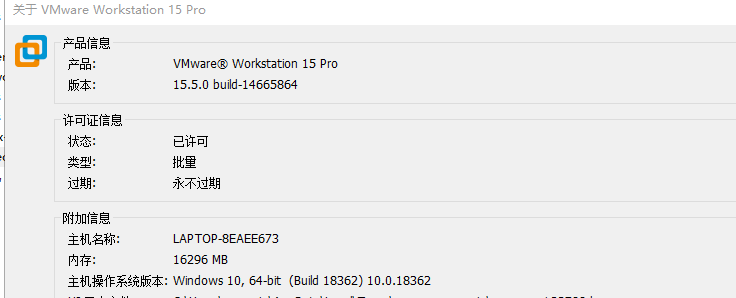 关于 VMware Workstation 15 Pro
产品信息
产品: VMware® Workstation 15 Pro
版本: 15.5.0 build-14665864
许可证信息
状态: 已许可
类型: 批量
过期: 永不过期
附加信息
主机名称: LAPTOP-8EAEE673
内存: 16296 MB
主机操作系统版本: Windows 10, 64-bit (Build 18362) 10.0.18362